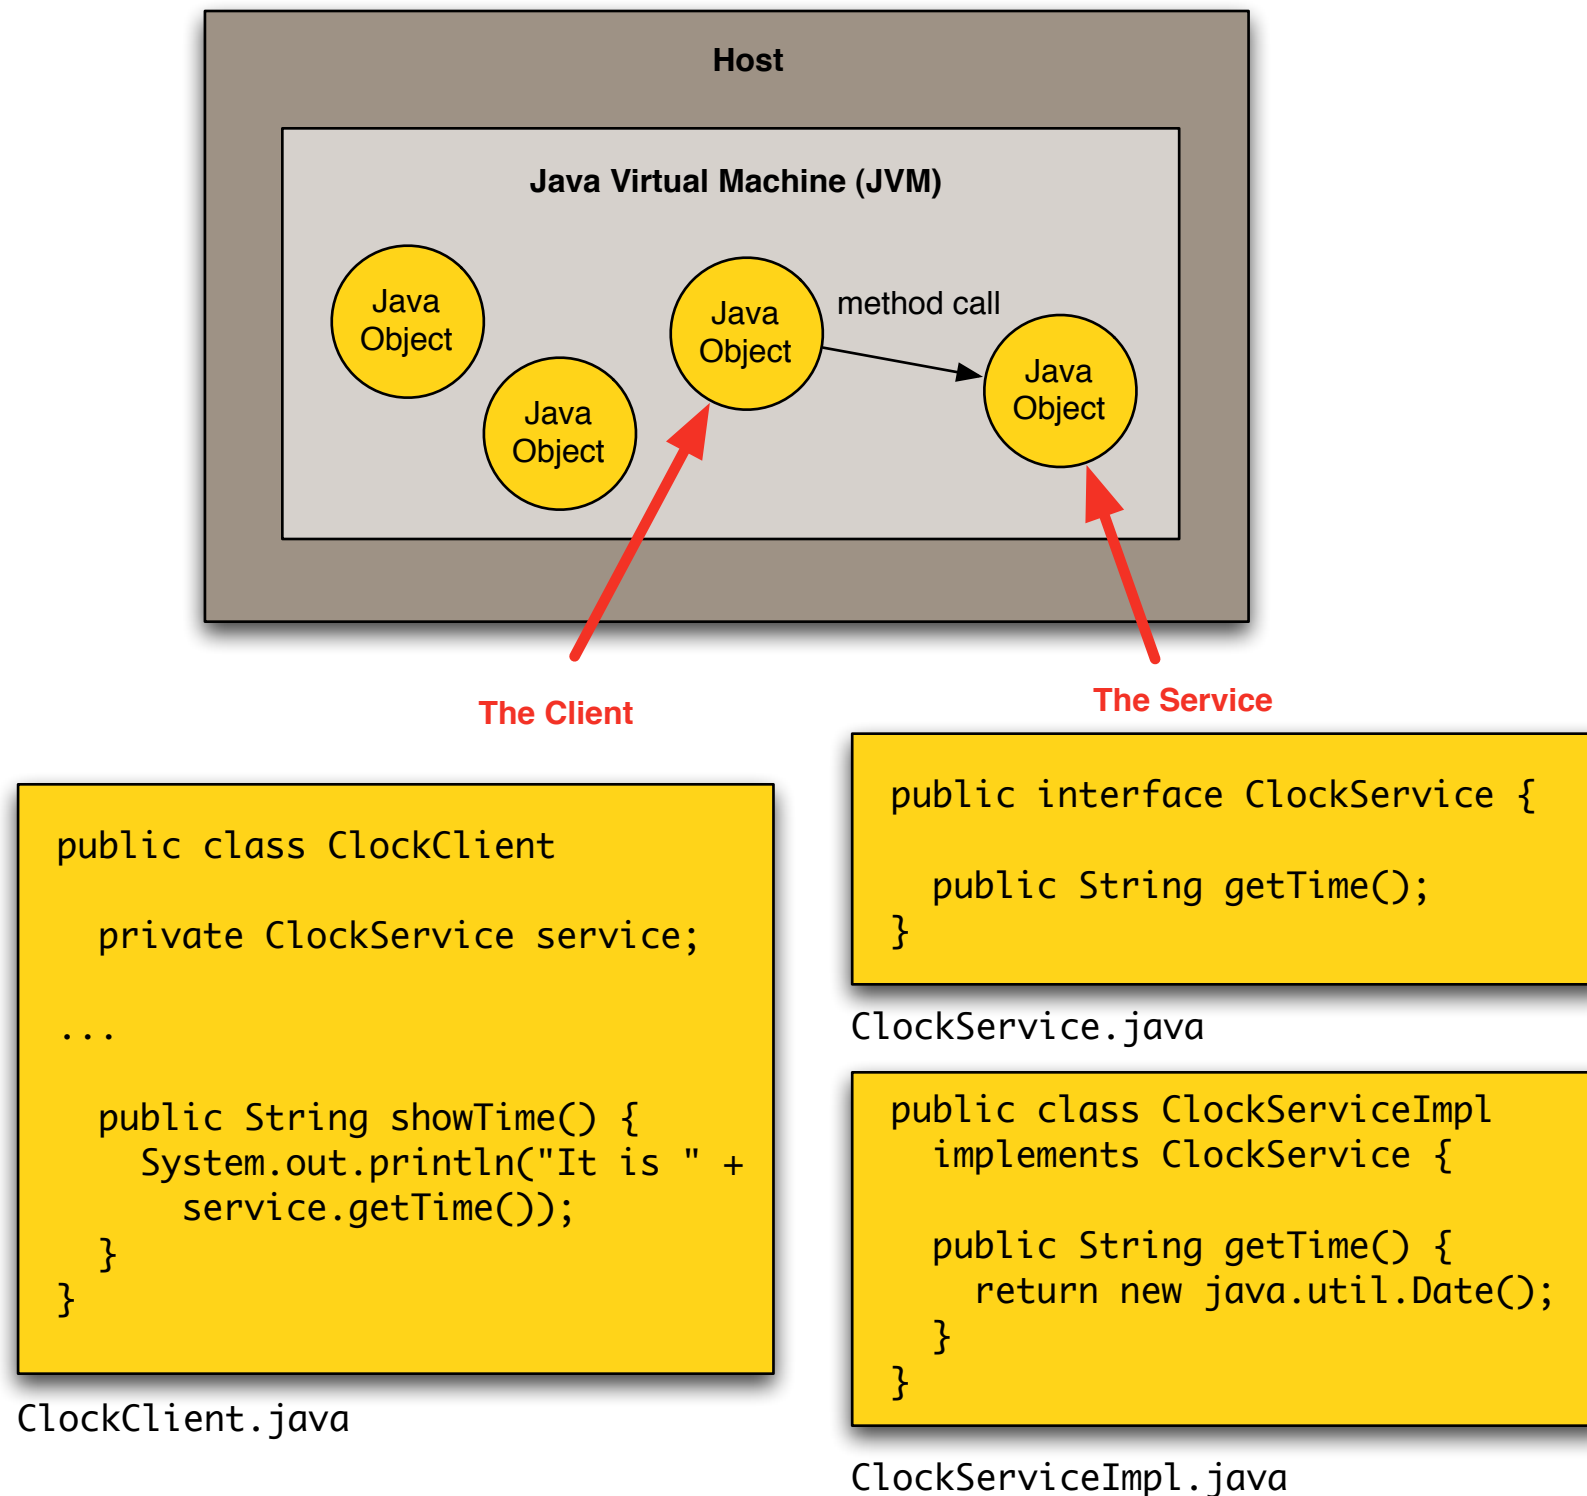 Host
Java Virtual Machine (JVM)
Java
Object
Java
Object
Java
Object
method call
Java
Object
The Client
The Service
public class ClockClient
  private ClockService service;
...
  public String showTime() {
    System.out.println("It is " +
      service.getTime());
  }
}
ClockClient.java
public interface ClockService {
  public String getTime();
}
ClockService.java
public class ClockServiceImpl
  implements ClockService {
  public String getTime() {
    return new java.util.Date();
  }
}
ClockServiceImpl.java